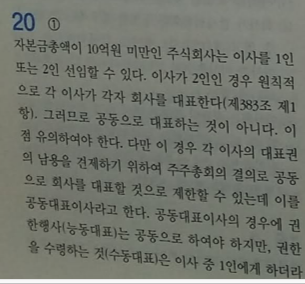 20 ①
자본금총액이 10억원 미만인 주식회사는 이사를 1인
또는 2인 선임할 수 있다. 이사가 2인인 경우 원칙적
으로 각 이사가 각자 회사를 대표한다(제383조 제1
항). 그러므로 공동으로 대표하는 것이 아니다. 이
점 유의하여야 한다. 다만 이 경우 각 이사의 대표권
의 남용을 견제하기 위하여 주주총회의 결의로 공동
으로 회사를 대표할 것으로 제한할 수 있는데 이를
공동대표이사라고 한다. 공동대표이사의 경우에 권
한행사(능동대표)는 공동으로 하여야 하지만, 권한
을 수령하는 것(수동대표)은 이사 중 1인에게 하더라